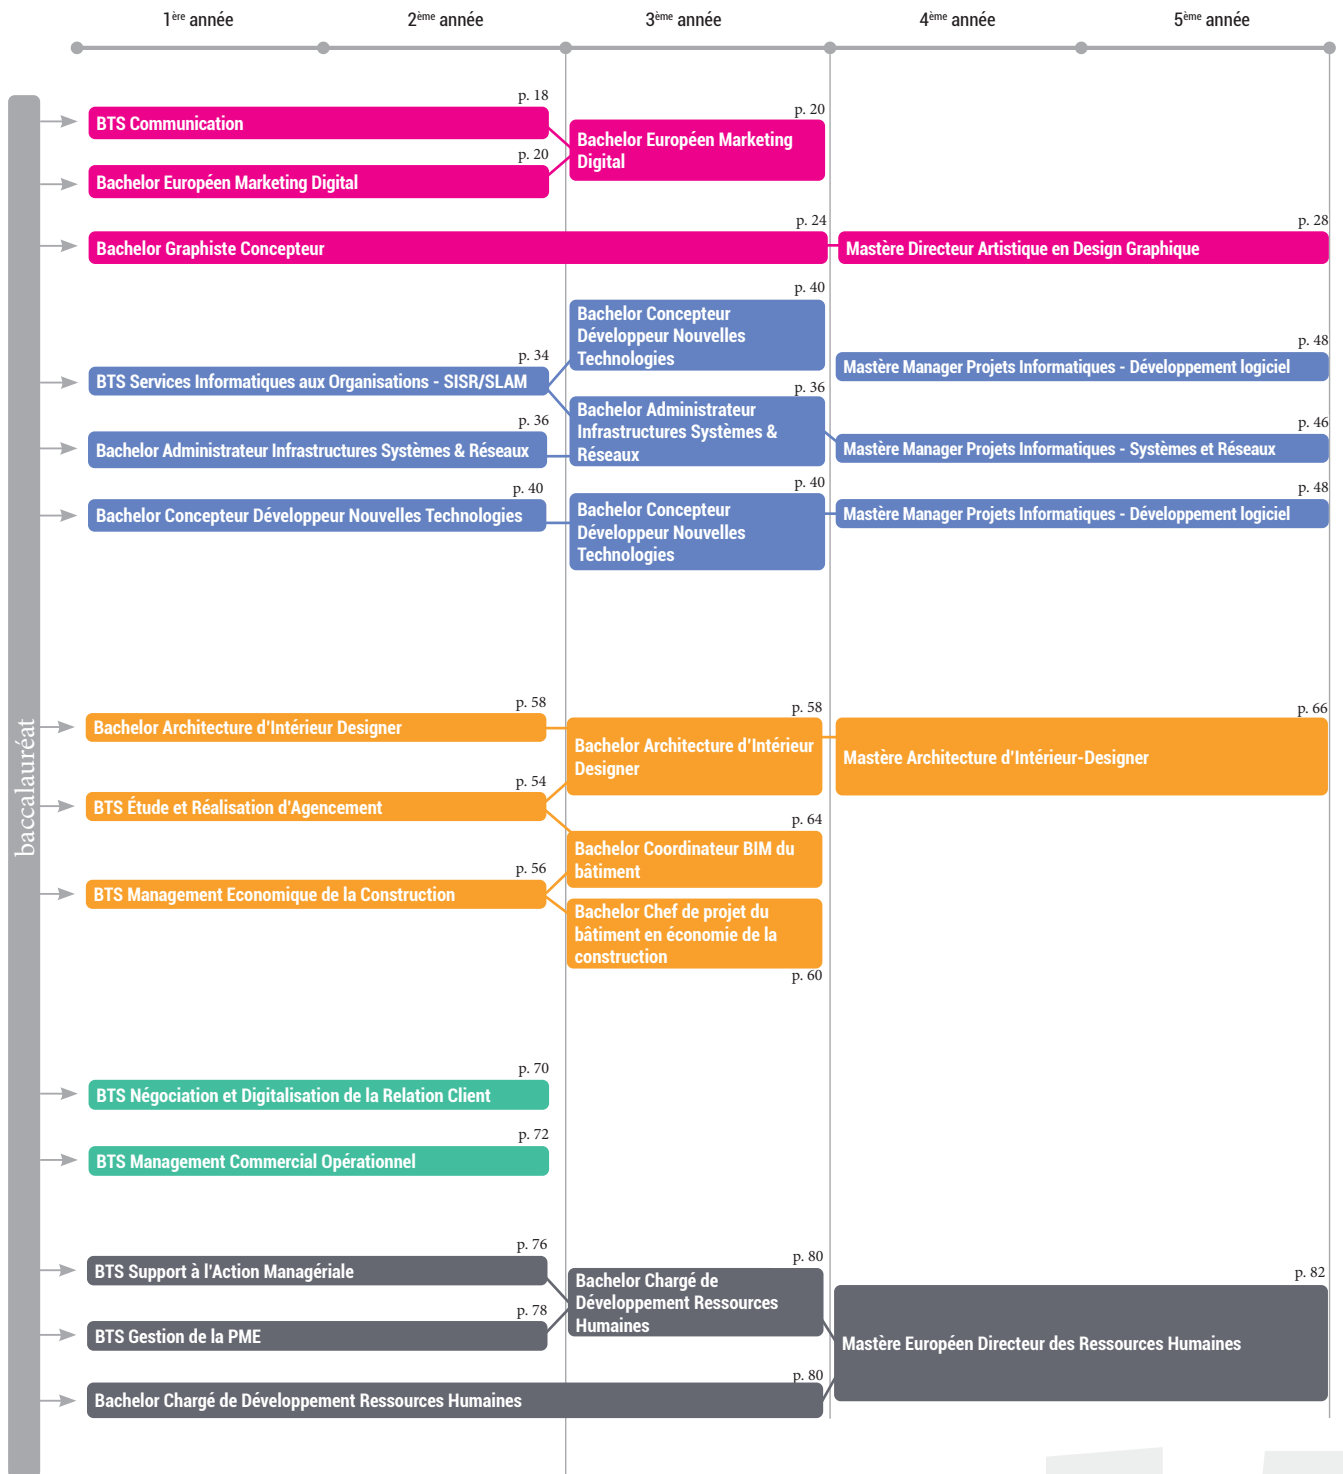 1ère année
2ème année
3ème année
4ème année
5ème année
baccalauréat
p. 18
BTS Communication
p. 20
Bachelor Européen Marketing Digital
p. 20
Bachelor Européen Marketing
Digital
p. 24
Bachelor Graphiste Concepteur
p. 28
Mastère Directeur Artistique en Design Graphique
p. 34
BTS Services Informatiques aux Organisations - SISR/SLAM
p. 40
Bachelor Concepteur
Développeur Nouvelles
Technologies
p. 48
Mastère Manager Projets Informatiques - Développement logiciel
p. 36
Bachelor Administrateur Infrastructures Systèmes & Réseaux
p. 36
Bachelor Administrateur
Infrastructures Systèmes &
Réseaux
p. 46
Mastère Manager Projets Informatiques - Systèmes et Réseaux
p. 40
Bachelor Concepteur Développeur Nouvelles Technologies
p. 40
Bachelor Concepteur
Développeur Nouvelles
Technologies
p. 48
Mastère Manager Projets Informatiques - Développement logiciel
p. 58
Bachelor Architecture d'Intérieur Designer
p. 58
Bachelor Architecture d'Intérieur
Designer
p. 66
Mastère Architecture d'Intérieur-Designer
p. 54
BTS Étude et Réalisation d'Agencement
p. 64
Bachelor Coordinateur BIM du
bâtiment
p. 56
BTS Management Economique de la Construction
Bachelor Chef de projet du
bâtiment en économie de la
construction
p. 60
p. 70
BTS Négociation et Digitalisation de la Relation Client
p. 72
BTS Management Commercial Opérationnel
p. 76
BTS Support à l'Action Managériale
p. 78
BTS Gestion de la PME
p. 80
Bachelor Chargé de
Développement Ressources
Humaines
p. 82
Mastère Européen Directeur des Ressources Humaines
p. 80
Bachelor Chargé de Développement Ressources Humaines